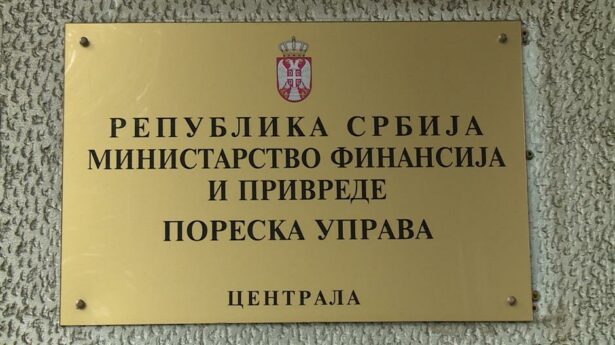 РЕПУБЛИКА СРБИЈА
МИНИСТАРСТВО ФИНАНСИЈА
И ПРИВРЕДЕ
ПОРЕСКА УПРАВА
ЦЕНТРАЛА